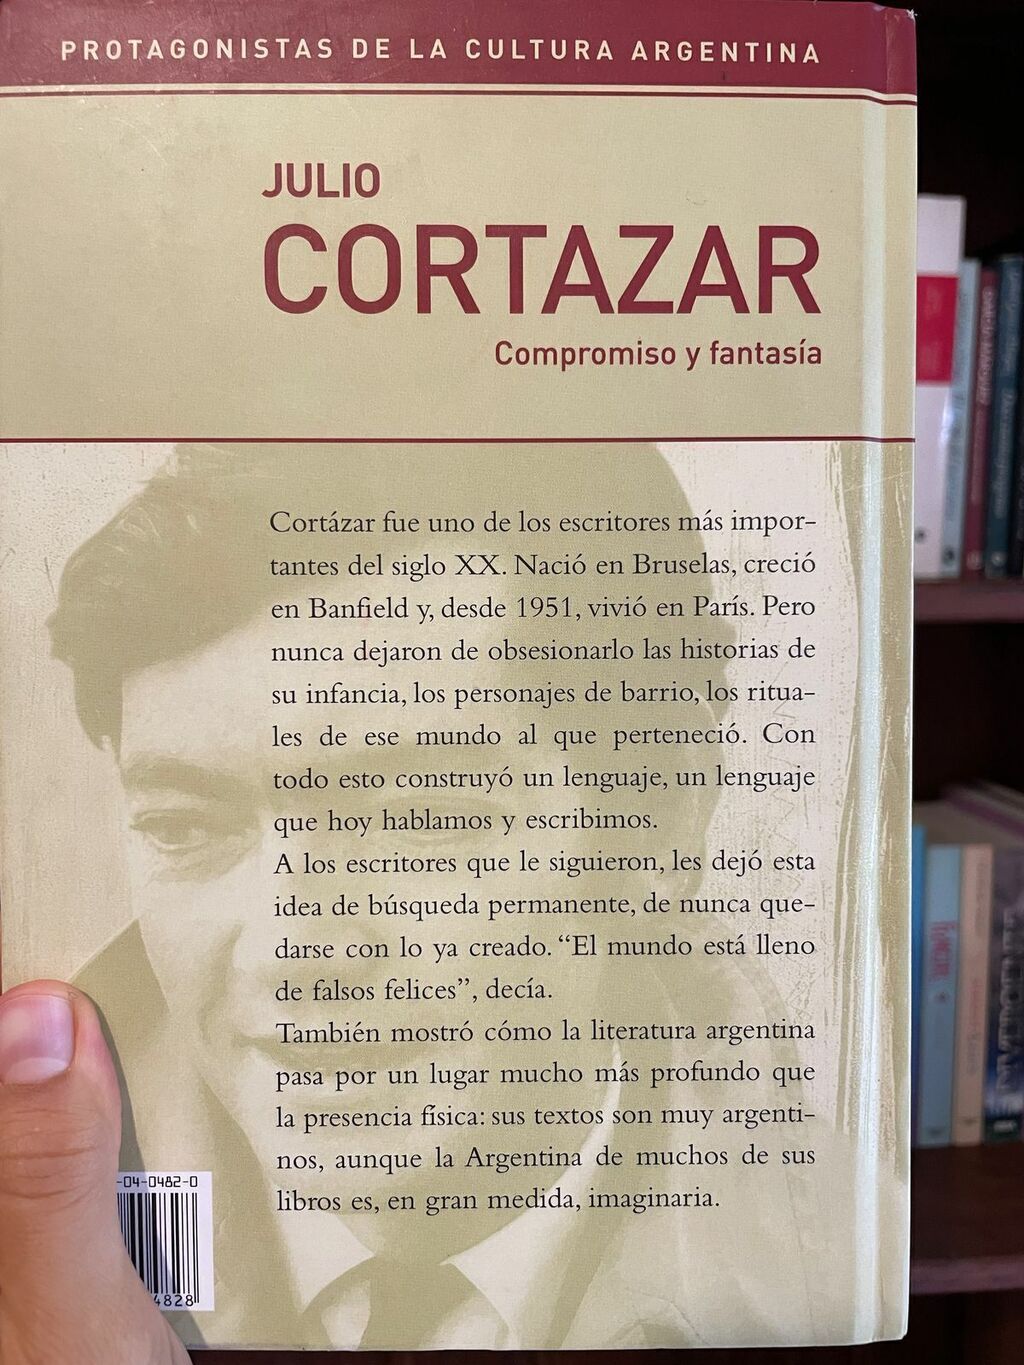 PROTAGONISTAS DE LA CULTURA ARGENTINA
JULIO
CORTAZAR
Compromiso y fantasía
Cortázar fue uno de los escritores más impor-
tantes del siglo XX. Nació en Bruselas, creció
en Banfield y, desde 1951, vivió en París. Pero
nunca dejaron de obsesionarlo las historias de
su infancia, los personajes de barrio, los ritua-
les de ese mundo al que perteneció. Con
todo esto construyó un lenguaje, un lenguaje
que hoy hablamos y escribimos.
A los escritores que le siguieron, les dejó esta
idea de búsqueda permanente, de nunca que-
darse con lo ya creado. “El mundo está lleno
de falsos felices”, decía.
También mostró cómo la literatura argentina
pasa por un lugar mucho más profundo que
la presencia física: sus textos son muy argenti-
nos, aunque la Argentina de muchos de sus
libros es, en gran medida, imaginaria.
-04-0482-0
4828